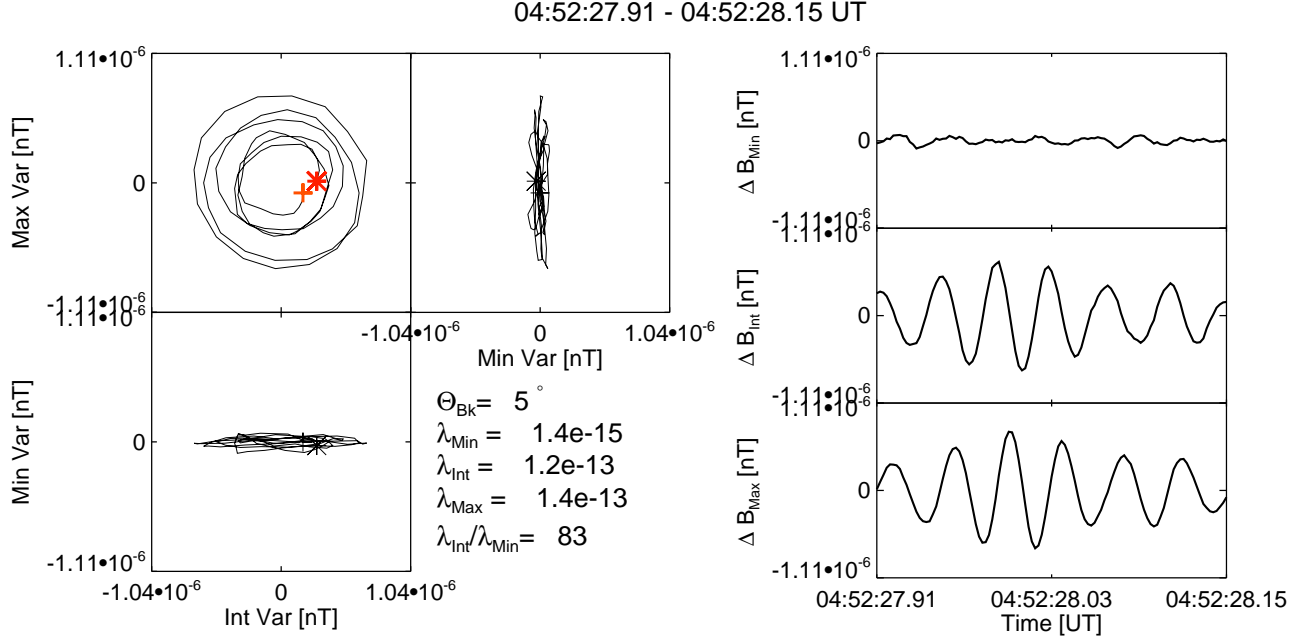 04:52:27.91 - 04:52:28.15 UT
1.11•10^-6
0
-1.11•10^-6
Max Var [nT]
-1.04•10^-6
0
1.04•10^-6
Min Var [nT]
1.11•10^-6
0
-1.11•10^-6
Min Var [nT]
-1.04•10^-6
0
1.04•10^-6
Int Var [nT]
Θ_Bk= 5 °
λ_Min = 1.4e-15
λ_Int = 1.2e-13
λ_Max = 1.4e-13
λ_Int/λ_Min= 83
1.11•10^-6
0
-1.11•10^-6
Δ B_Min [nT]
1.11•10^-6
0
-1.11•10^-6
Δ B_Int [nT]
1.11•10^-6
0
-1.11•10^-6
Δ B_Max [nT]
04:52:27.91
04:52:28.03
04:52:28.15
Time [UT]